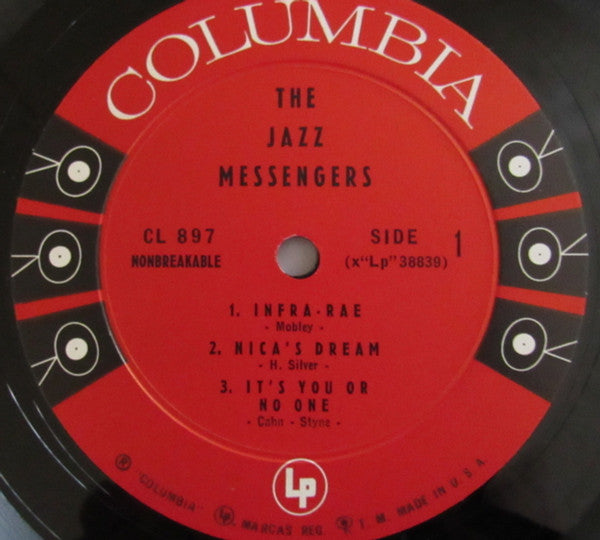 COLUMBIA
THE
JAZZ
MESSENGERS
CL 897
NONBREAKABLE
SIDE 1
(x"Lp"38839)
1. INFRA-RAE
- Mobley -
2. NICA'S DREAM
- H. Silver -
3. IT'S YOU OR
NO ONE
- Cahn - Styne -
LP
® "COLUMBIA" LP MARCAS REG. ® T. M. MADE IN U. S. A.